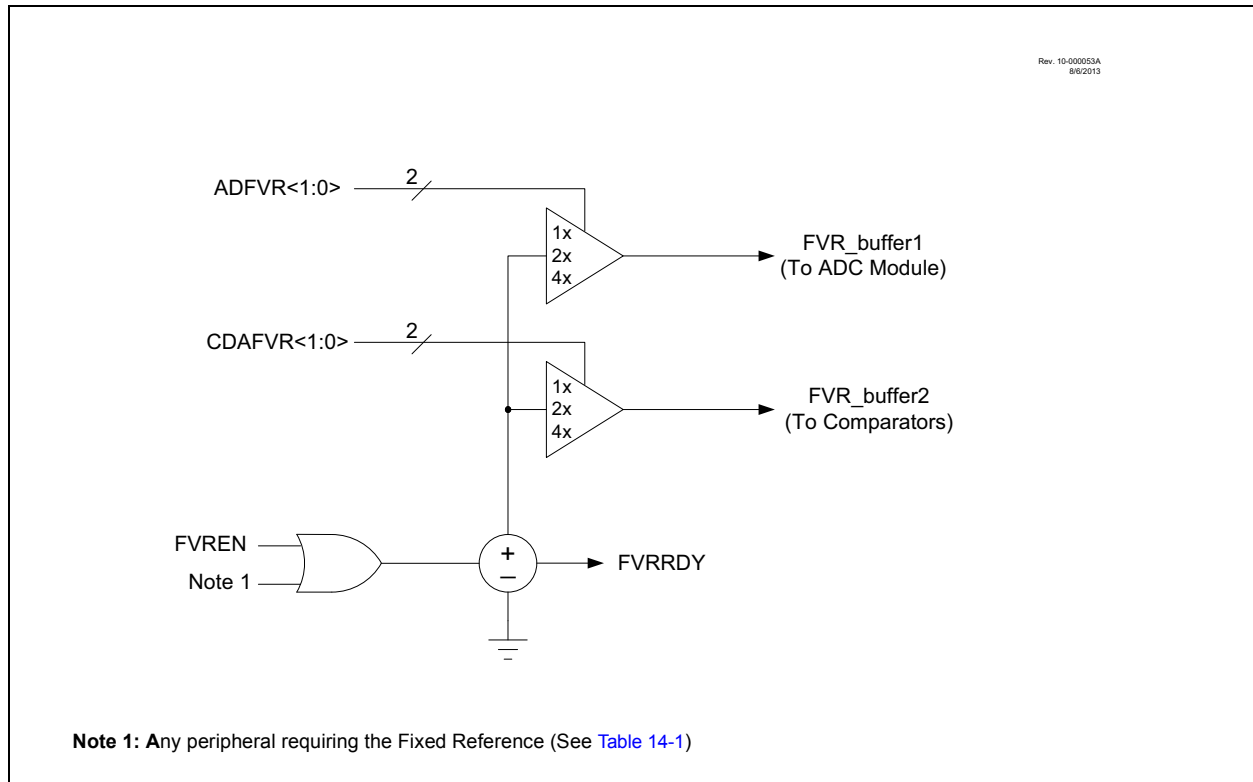 Rev. 10-000053A
8/6/2013
ADFVR<1:0>
2
1x
2x
4x
FVR_buffer1
(To ADC Module)
CDAFVR<1:0>
2
1x
2x
4x
FVR_buffer2
(To Comparators)
FVREN
Note 1
+
−
FVRRDY
Note 1: Any peripheral requiring the Fixed Reference (See Table 14-1)